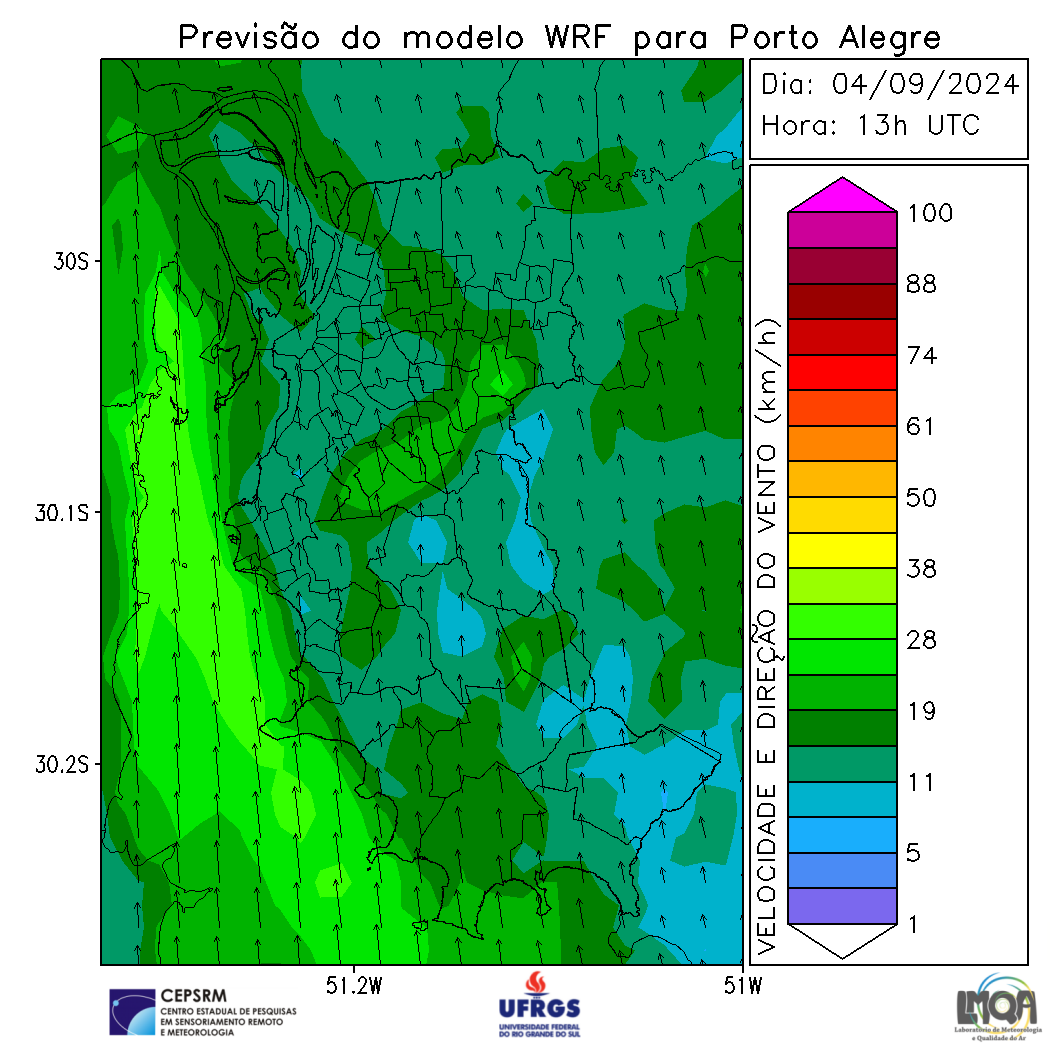 Previsão do modelo WRF para Porto Alegre
Dia: 04/09/2024
Hora: 13h UTC
30S
30.1S
30.2S
51.2W
51W
VELOCIDADE E DIREÇÃO DO VENTO (km/h)
100
88
74
61
50
38
28
19
11
5
1
CEPSRM
CENTRO ESTADUAL DE PESQUISAS
EM SENSORIAMENTO REMOTO
E METEOROLOGIA
UFRGS
UNIVERSIDADE FEDERAL
DO RIO GRANDE DO SUL
LMQA
Laboratório de Meteorologia
e Qualidade do Ar